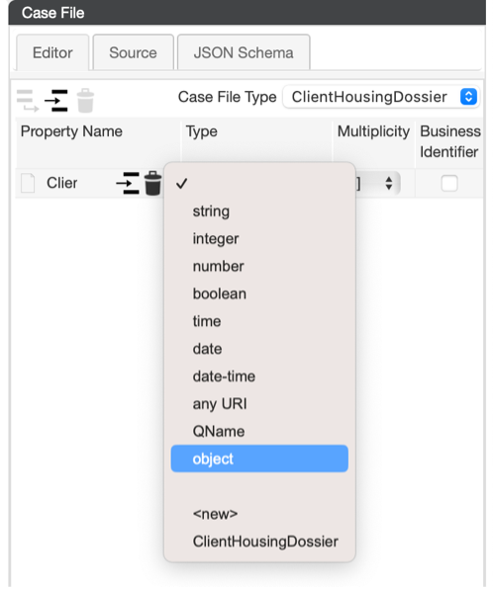 Case File
Editor
Source
JSON Schema
Case File Type
ClientHousingDossier
Property Name
Type
Multiplicity
Business
Identifier
Clier
✓
]
string
integer
number
boolean
time
date
date-time
any URI
QName
object
<new>
ClientHousingDossier